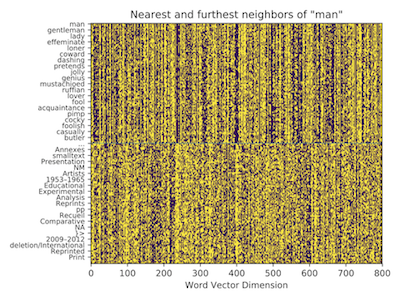 Nearest and furthest neighbors of "man"
man
gentleman
lady
effeminate
loner
coward
dashing
pretends
jolly
genius
mustachioed
ruffian
lover
fool
acquaintance
pimp
cocky
foolish
casually
butler
Annexes
smalltext
Presentation
NM
Artists
1953–1965
Educational
Experimental
Analysis
Reprints
pp
Recueil
Comparative
NA
2009–2012
deletion/International
Reprinted
Print
0 100 200 300 400 500 600 700 800
Word Vector Dimension